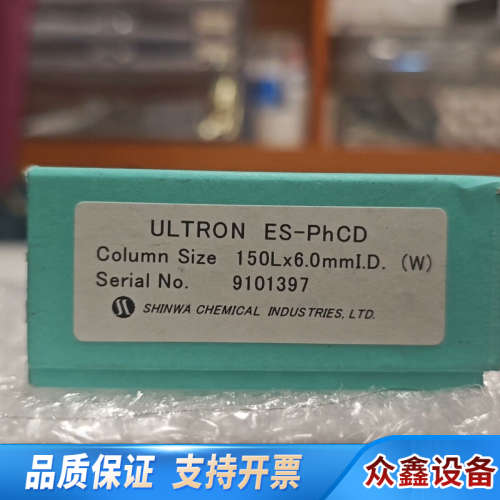 ULTRON ES-PhCD
Column Size 150Lx6.0mmI.D. (W)
Serial No. 9101397
SHINWA CHEMICAL INDUSTRIES, LTD.
品质保证 支持开票
众鑫设备